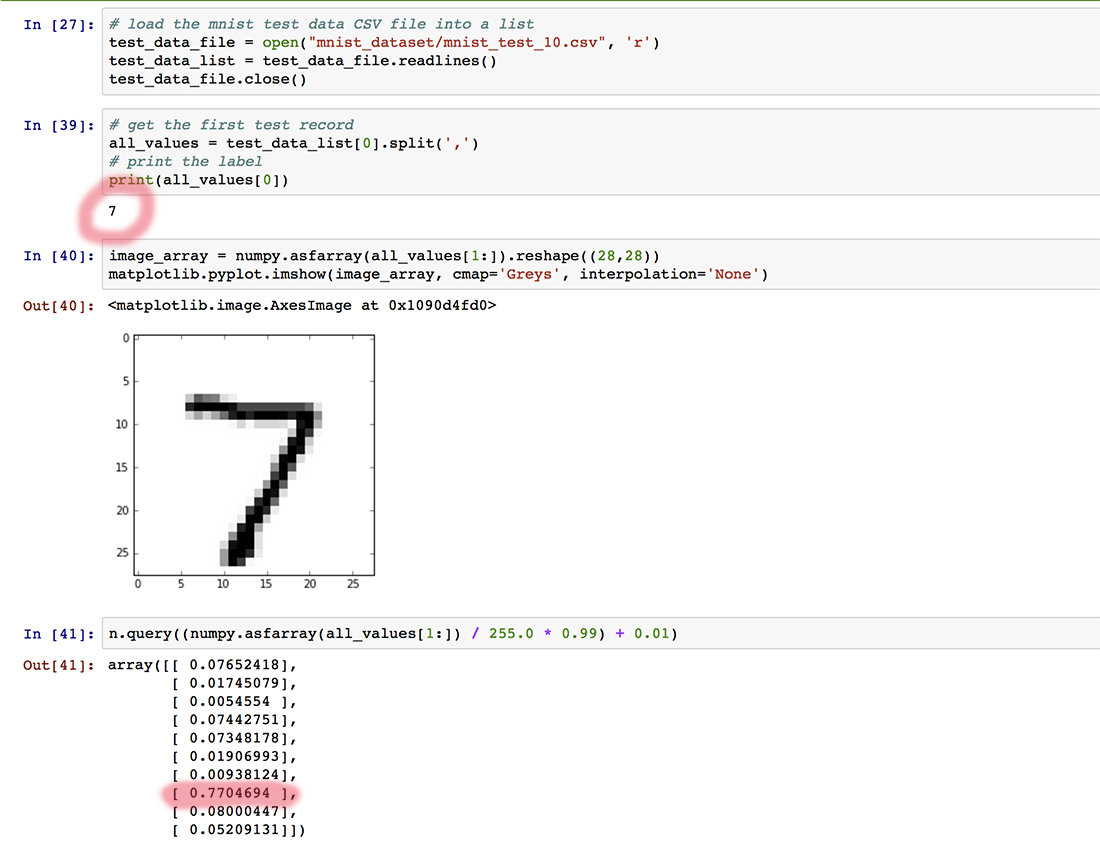 In [27]: # load the mnist test data CSV file into a list
test_data_file = open("mnist_dataset/mnist_test_10.csv", 'r')
test_data_list = test_data_file.readlines()
test_data_file.close()
In [39]: # get the first test record
all_values = test_data_list[0].split(',')
# print the label
print(all_values[0])
7
In [40]: image_array = numpy.asfarray(all_values[1:]).reshape((28,28))
matplotlib.pyplot.imshow(image_array, cmap='Greys', interpolation='None')
Out[40]: <matplotlib.image.AxesImage at 0x1090d4fd0>
0
5
10
15
20
25
0 5 10 15 20 25
In [41]: n.query((numpy.asfarray(all_values[1:]) / 255.0 * 0.99) + 0.01)
Out[41]: array([[ 0.07652418],
[ 0.01745079],
[ 0.0054554 ],
[ 0.07442751],
[ 0.07348178],
[ 0.01906993],
[ 0.00938124],
[ 0.7704694 ],
[ 0.08000447],
[ 0.05209131]])